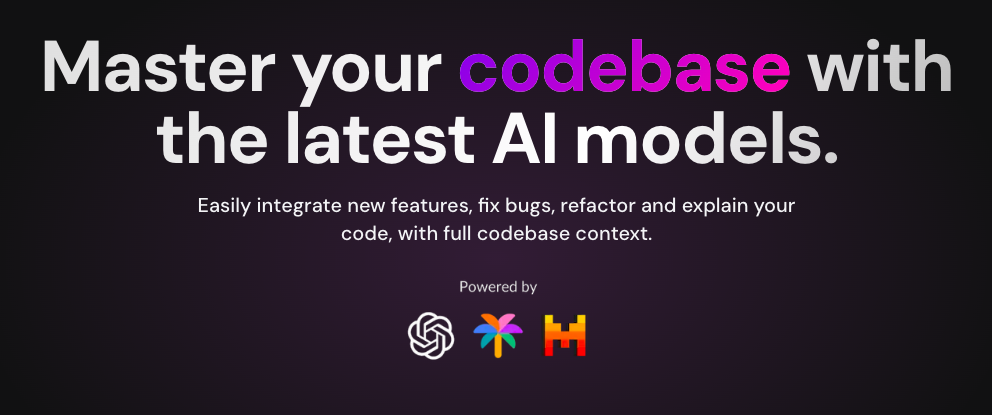 Master your codebase with
the latest AI models.
Easily integrate new features, fix bugs, refactor and explain your
code, with full codebase context.
Powered by